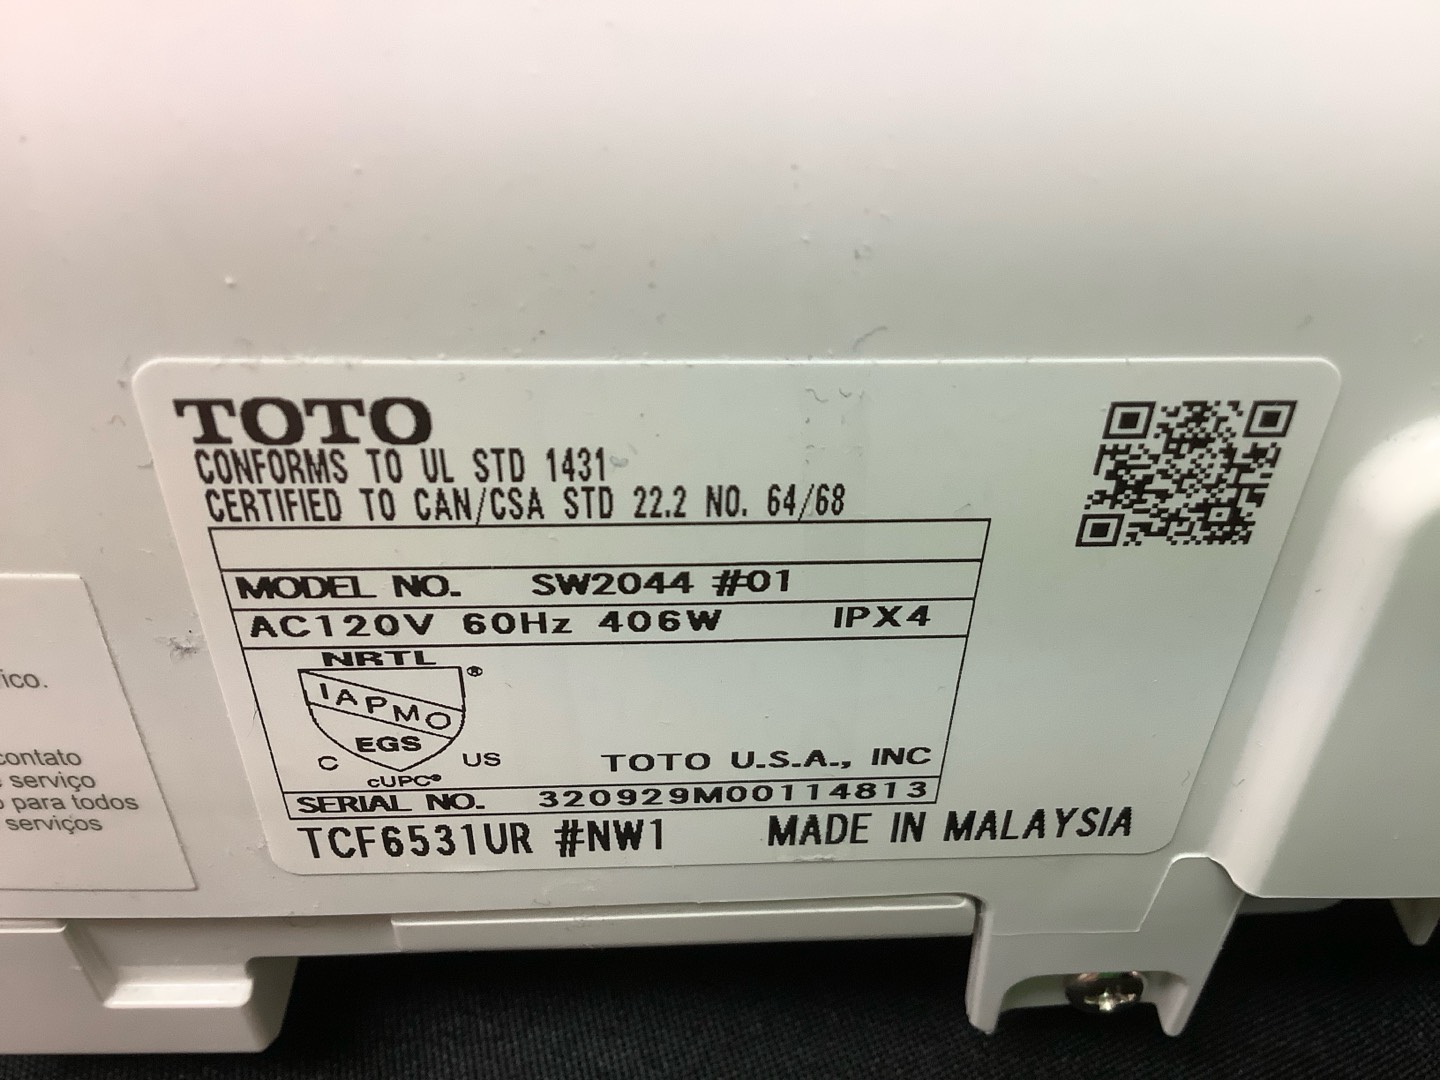 TOTO
CONFORMS TO UL STD 1431
CERTIFIED TO CAN/CSA STD 22.2 NO. 64/68
MODEL NO. SW2044 #01
AC120V 60Hz 406W IPX4
NRTL
®
IAPMO
EGS
C US
cUPC®
TOTO U.S.A., INC
SERIAL NO. 320929M00114813
TCF6531UR #NW1 MADE IN MALAYSIA
ico.
contato
serviço
para todos
serviços